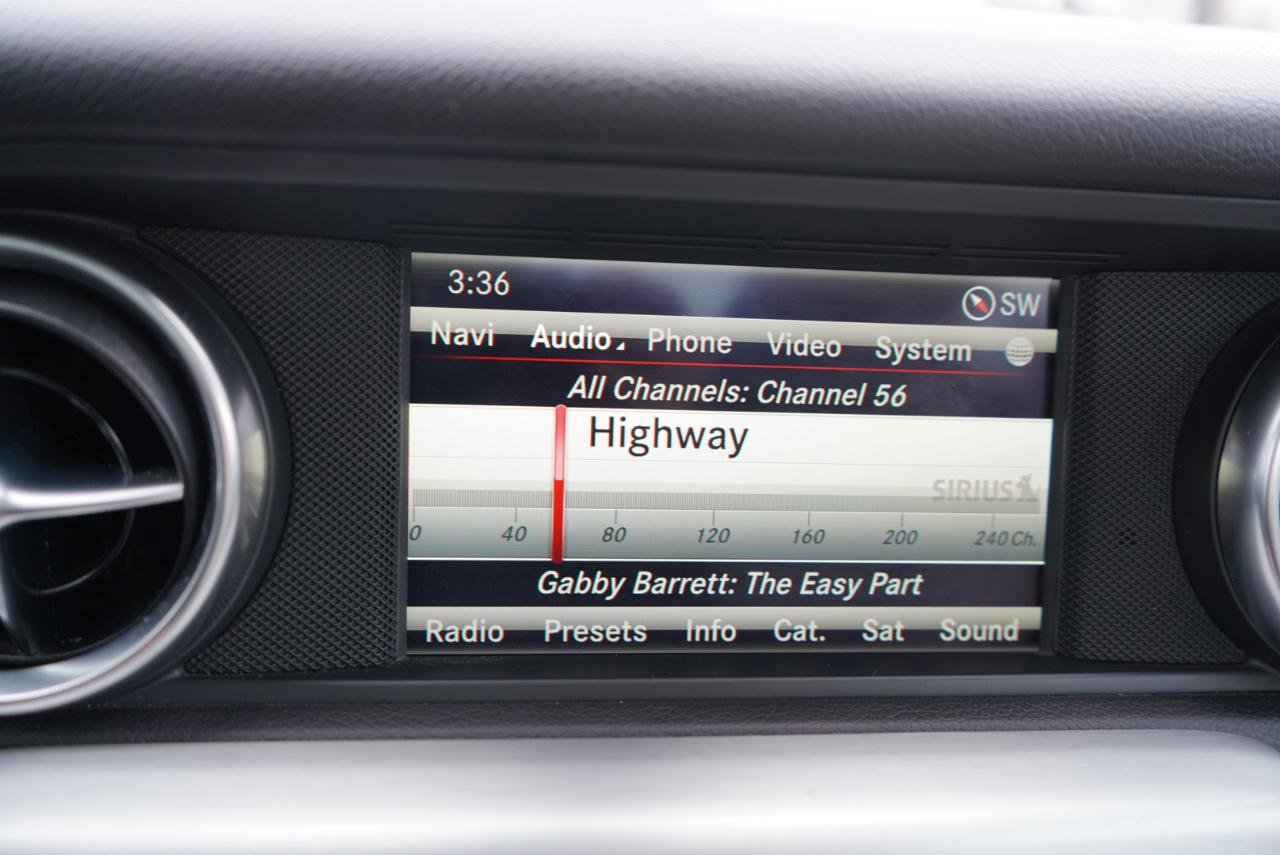 3:36
SW
Navi Audio Phone Video System
All Channels: Channel 56
Highway
SIRIUS
0 40 80 120 160 200 240 Ch.
Gabby Barrett: The Easy Part
Radio Presets Info Cat. Sat Sound